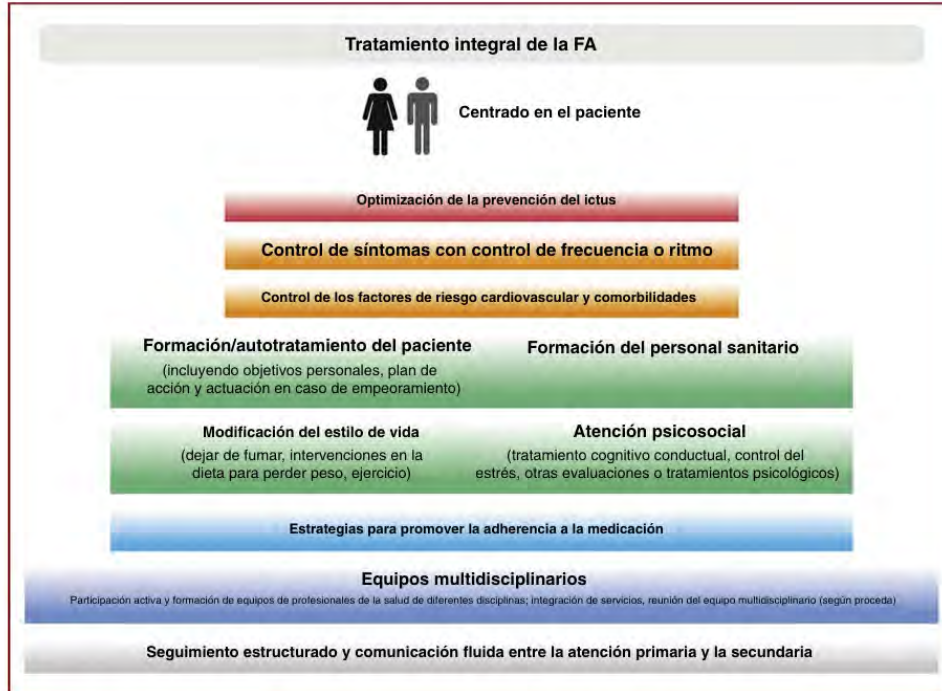 Tratamiento integral de la FA
Centrado en el paciente
Optimización de la prevención del ictus
Control de síntomas con control de frecuencia o ritmo
Control de los factores de riesgo cardiovascular y comorbilidades
Formación/autotratamiento del paciente
(incluyendo objetivos personales, plan de
acción y actuación en caso de empeoramiento)
Formación del personal sanitario
Modificación del estilo de vida
(dejar de fumar, intervenciones en la
dieta para perder peso, ejercicio)
Atención psicosocial
(tratamiento cognitivo conductual, control del
estrés, otras evaluaciones o tratamientos psicológicos)
Estrategias para promover la adherencia a la medicación
Equipos multidisciplinarios
Participación activa y formación de equipos de profesionales de la salud de diferentes disciplinas; integración de servicios, reunión del equipo multidisciplinario (según proceda)
Seguimiento estructurado y comunicación fluida entre la atención primaria y la secundaria